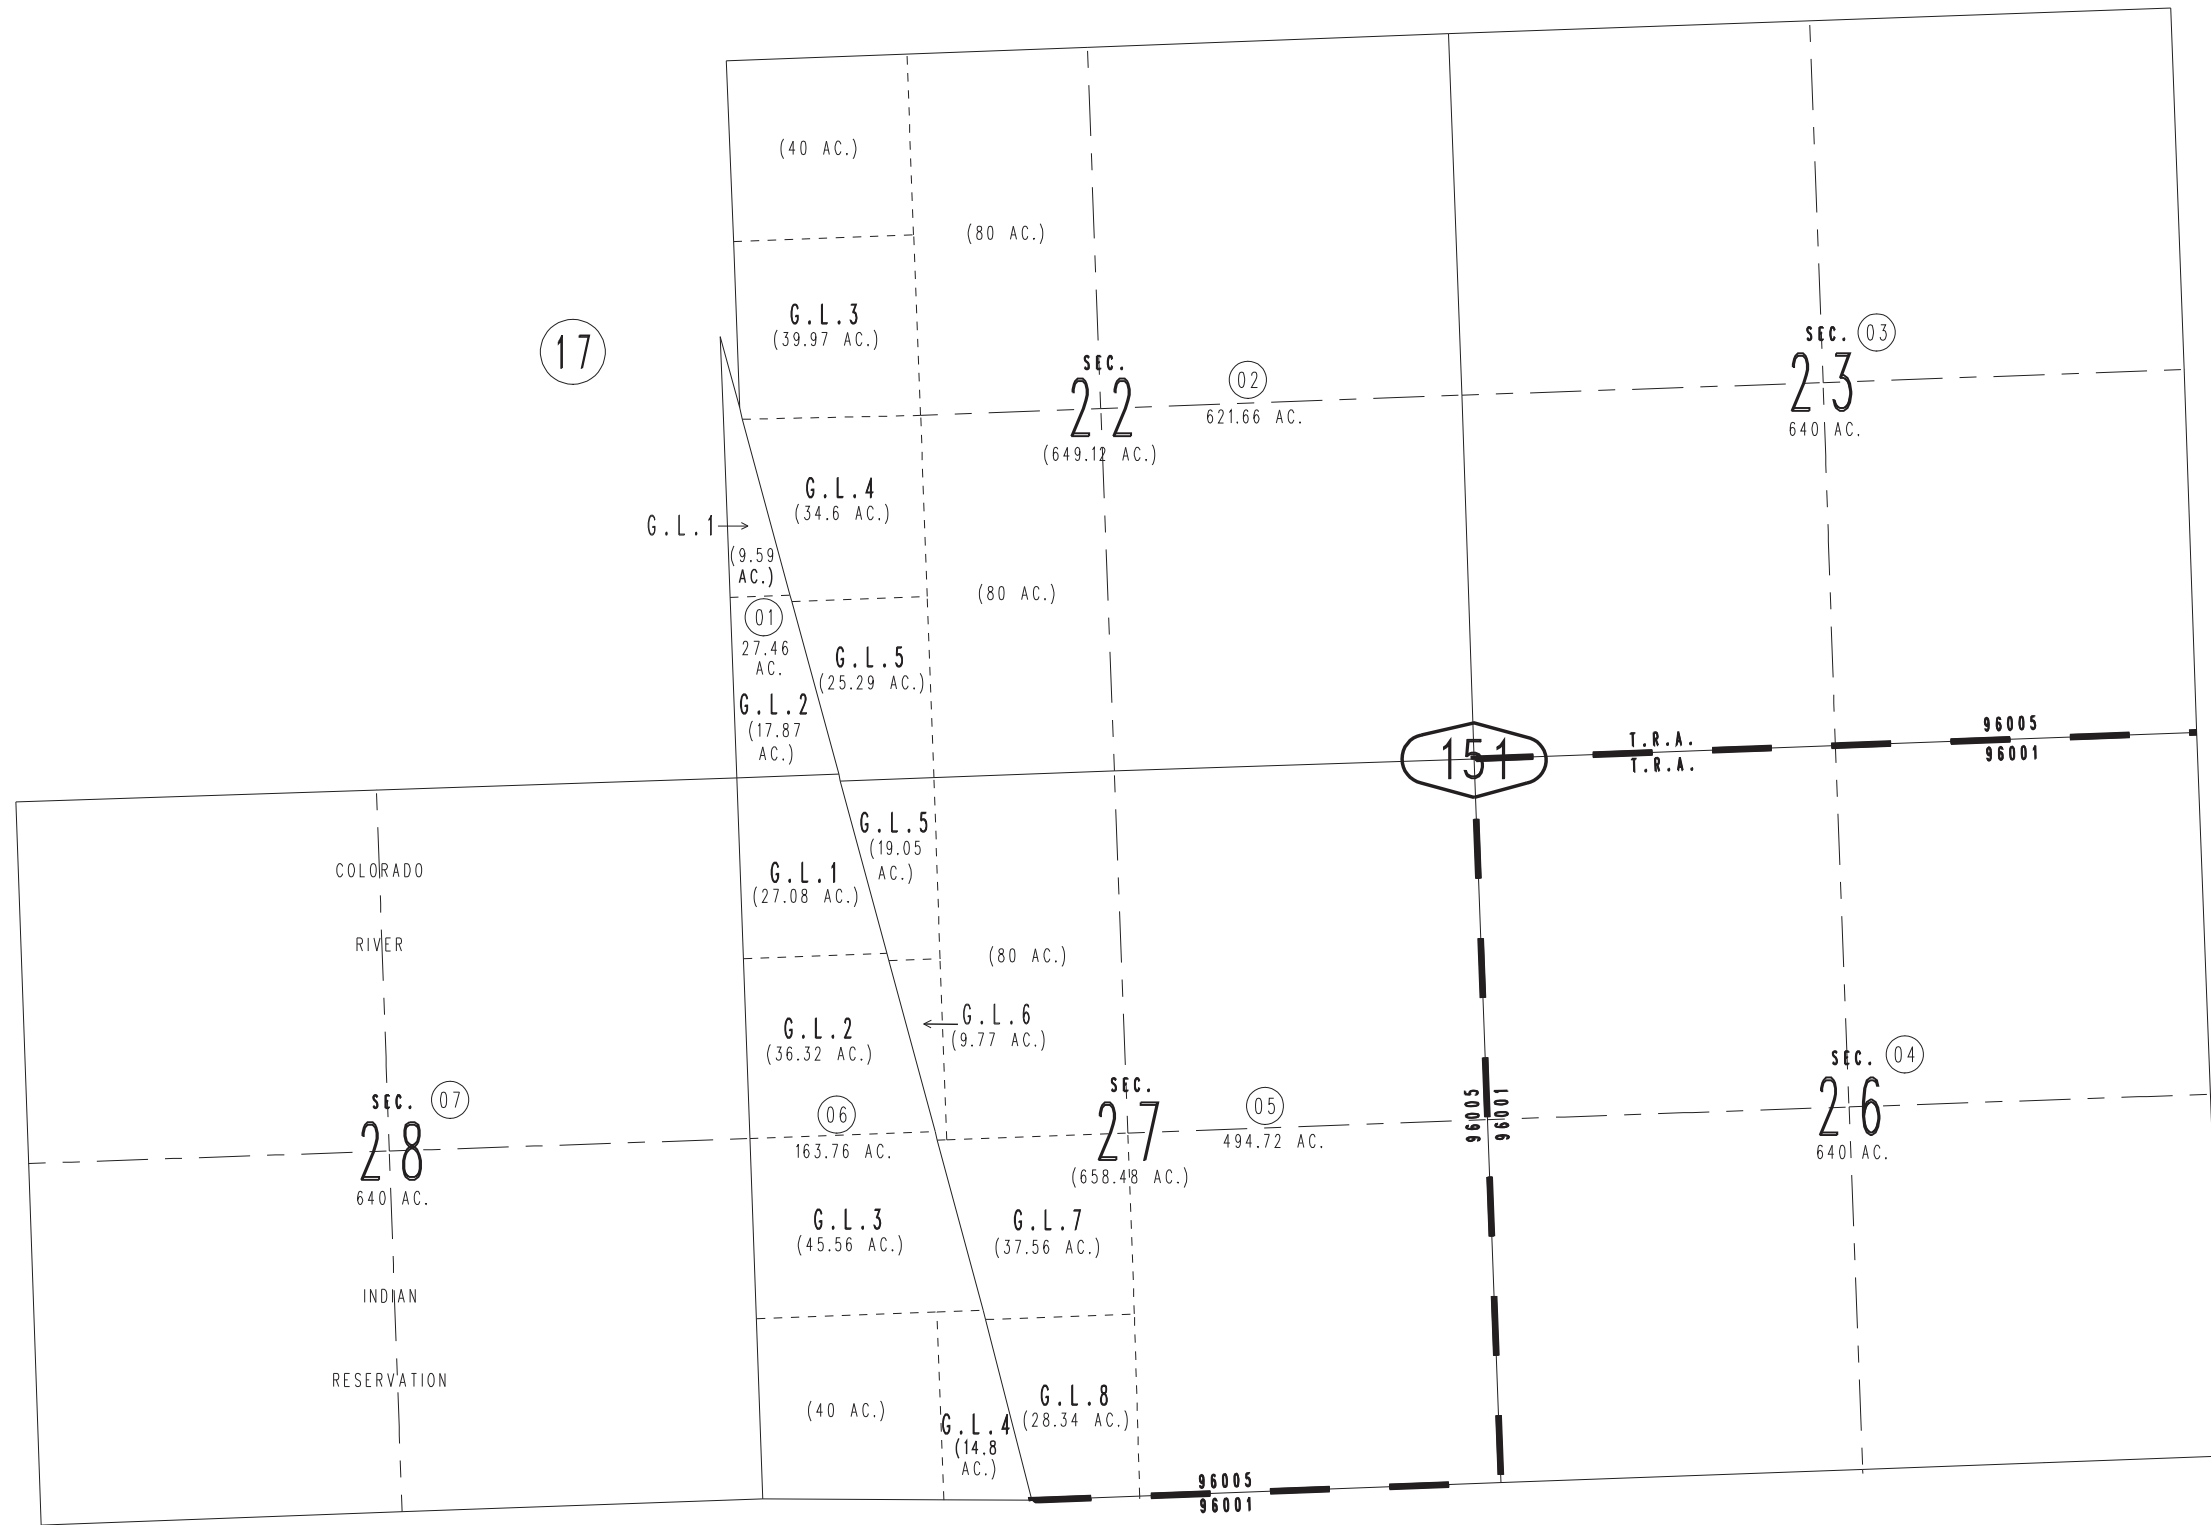 (40 AC.)
(80 AC.)
G.L.3
(39.97 AC.)
17
SEC.
22
(649.12 AC.)
02
621.66 AC.
SEC.
03
23
640 AC.
G.L.4
(34.6 AC.)
G.L.1
(9.59
AC.)
01
27.46
AC.
G.L.2
(17.87
AC.)
G.L.5
(25.29 AC.)
(80 AC.)
151
T.R.A.
T.R.A.
96005
96001
G.L.5
(19.05
AC.)
G.L.1
(27.08 AC.)
COLORADO
RIVER
(80 AC.)
G.L.2
(36.32 AC.)
G.L.6
(9.77 AC.)
SEC.
07
28
640 AC.
06
163.76 AC.
SEC.
27
(658.48 AC.)
05
494.72 AC.
96005
96001
SEC.
04
26
640 AC.
G.L.3
(45.56 AC.)
G.L.7
(37.56 AC.)
INDIAN
RESERVATION
(40 AC.)
G.L.4
(14.8
AC.)
G.L.8
(28.34 AC.)
96005
96001